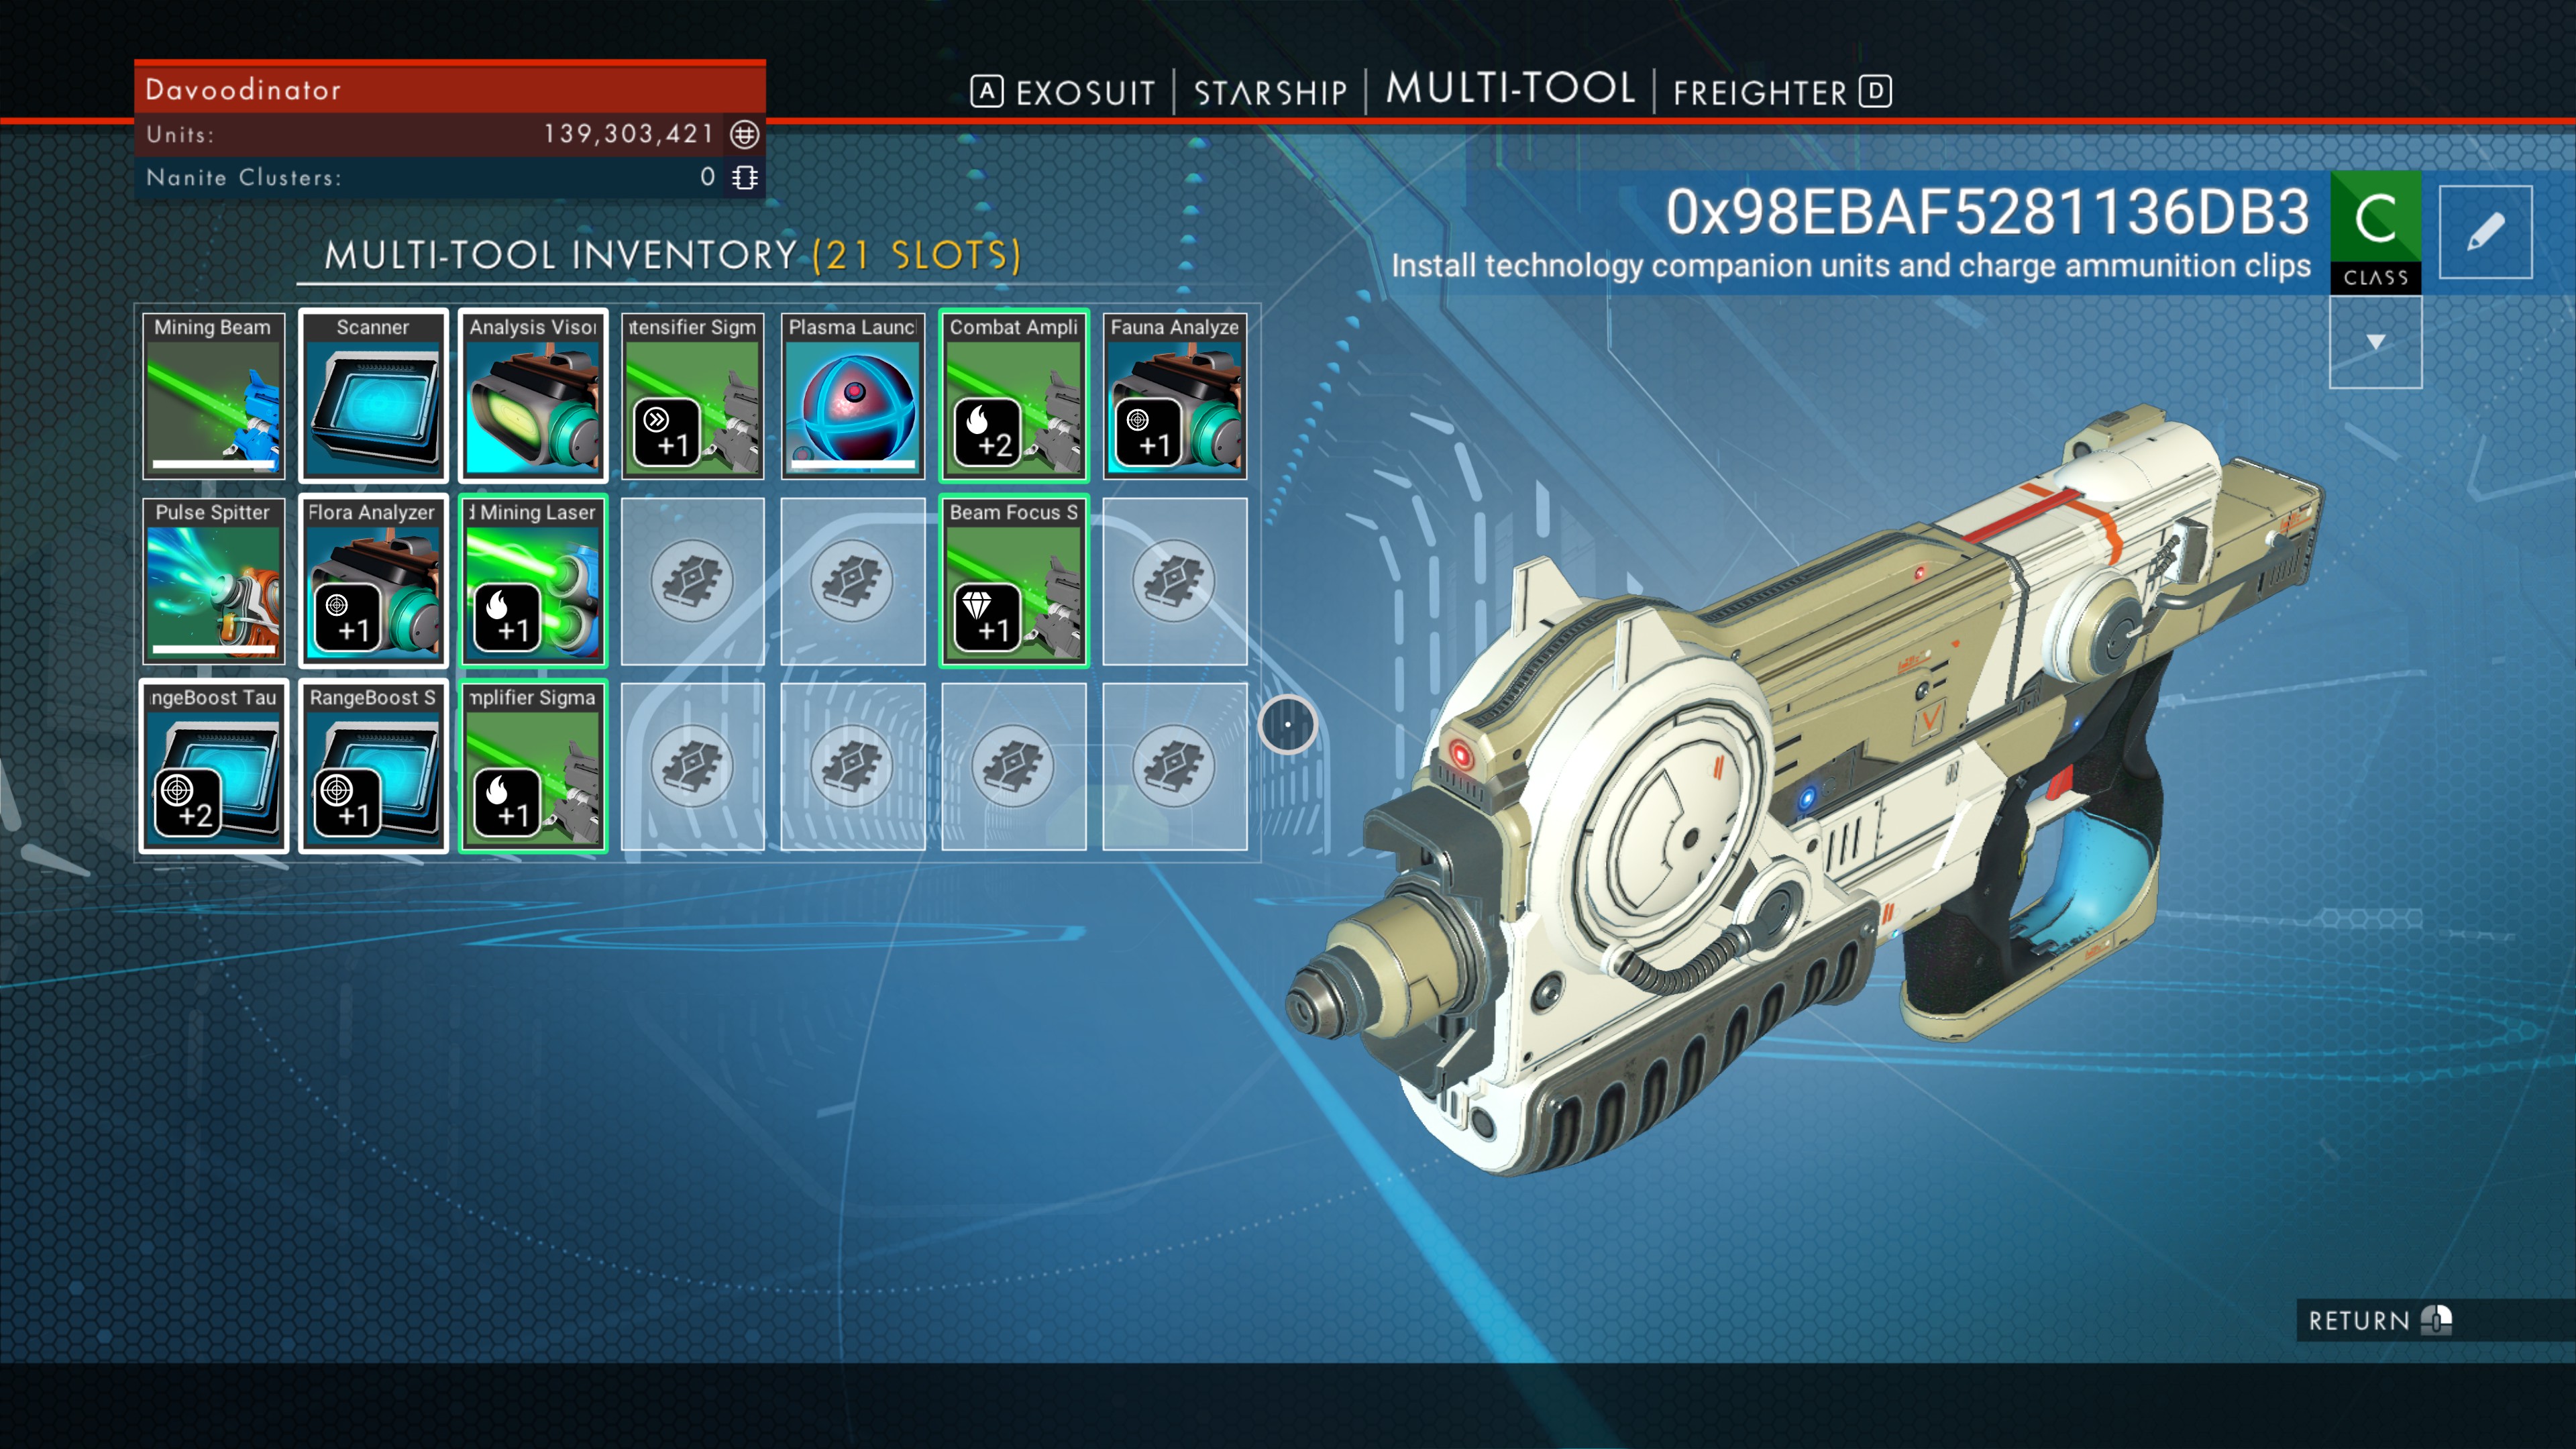 Davoodinator
Units: 139,303,421
Nanite Clusters: 0
A EXOSUIT STARSHIP MULTI-TOOL FREIGHTER D
MULTI-TOOL INVENTORY (21 SLOTS)
0x98EBAF5281136DB3
Install technology companion units and charge ammunition clips
C
CLASS
Mining Beam Scanner Analysis Visor ntensifier Sigm Plasma Launc Combat Ampli Fauna Analyze
+1 +2 +1
Pulse Spitter Flora Analyzer d Mining Laser Beam Focus S
+1 +1 +1
ngeBoost Tau RangeBoost S mplifier Sigma
+2 +1 +1
RETURN